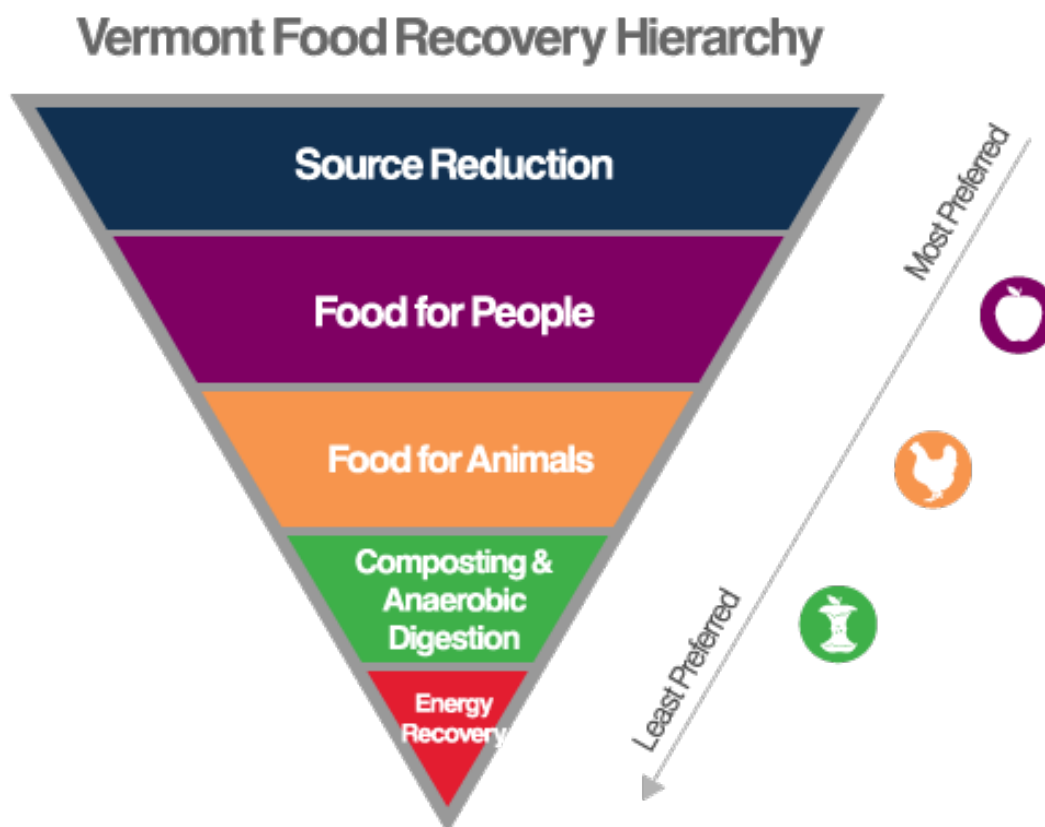 Vermont Food Recovery Hierarchy
Source Reduction
Food for People
Food for Animals
Composting &
Anaerobic
Digestion
Energy
Recovery
Most Preferred
Least Preferred